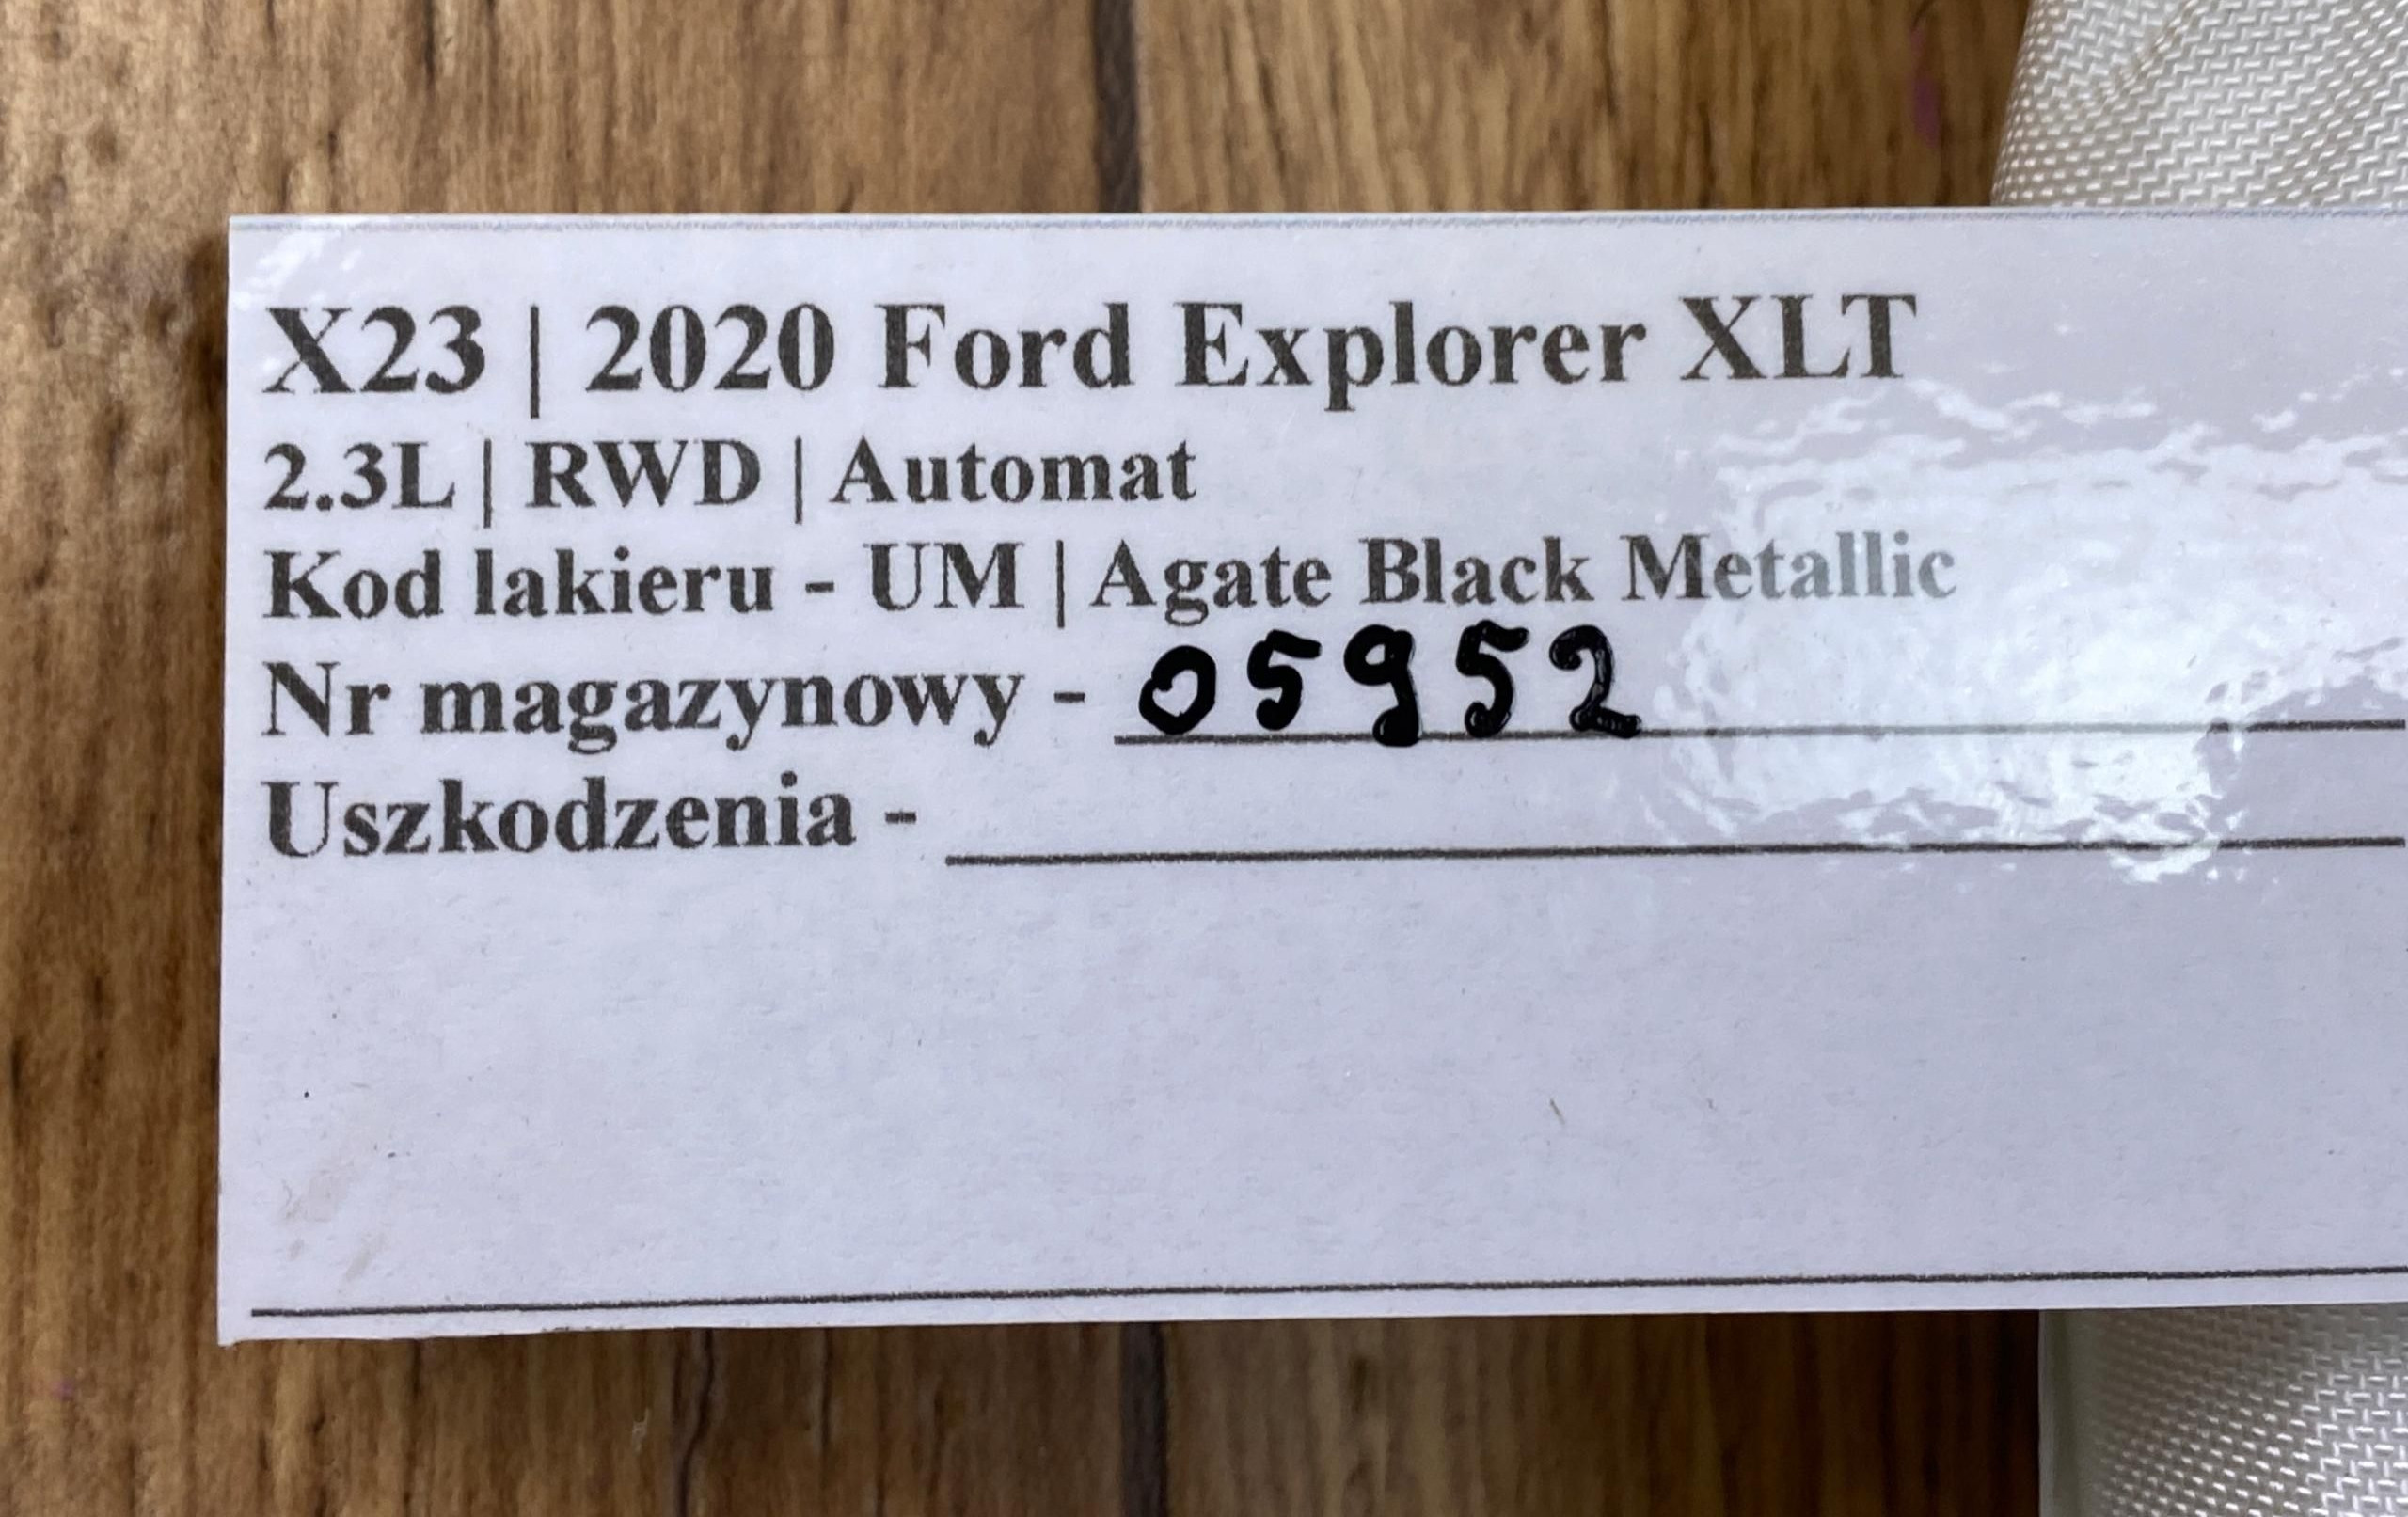 X23 | 2020 Ford Explorer XLT
2.3L | RWD | Automat
Kod lakieru - UM | Agate Black Metallic
Nr magazynowy - 05952
Uszkodzenia -